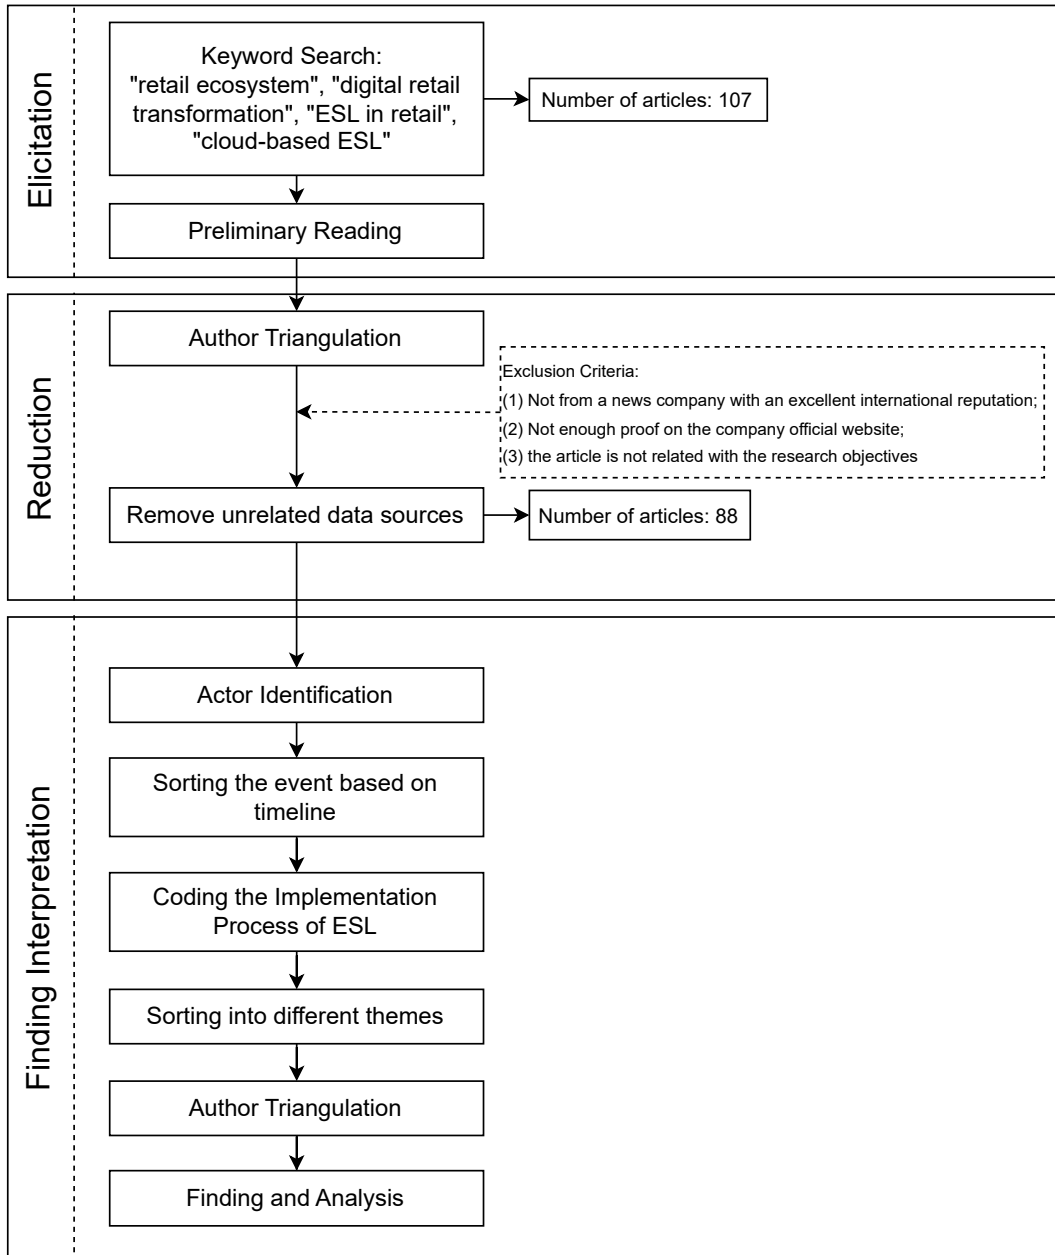 Elicitation
Keyword Search:
"retail ecosystem", "digital retail
transformation", "ESL in retail",
"cloud-based ESL"
Number of articles: 107
Preliminary Reading
Reduction
Author Triangulation
Exclusion Criteria:
(1) Not from a news company with an excellent international reputation;
(2) Not enough proof on the company official website;
(3) the article is not related with the research objectives
Remove unrelated data sources
Number of articles: 88
Finding Interpretation
Actor Identification
Sorting the event based on
timeline
Coding the Implementation
Process of ESL
Sorting into different themes
Author Triangulation
Finding and Analysis